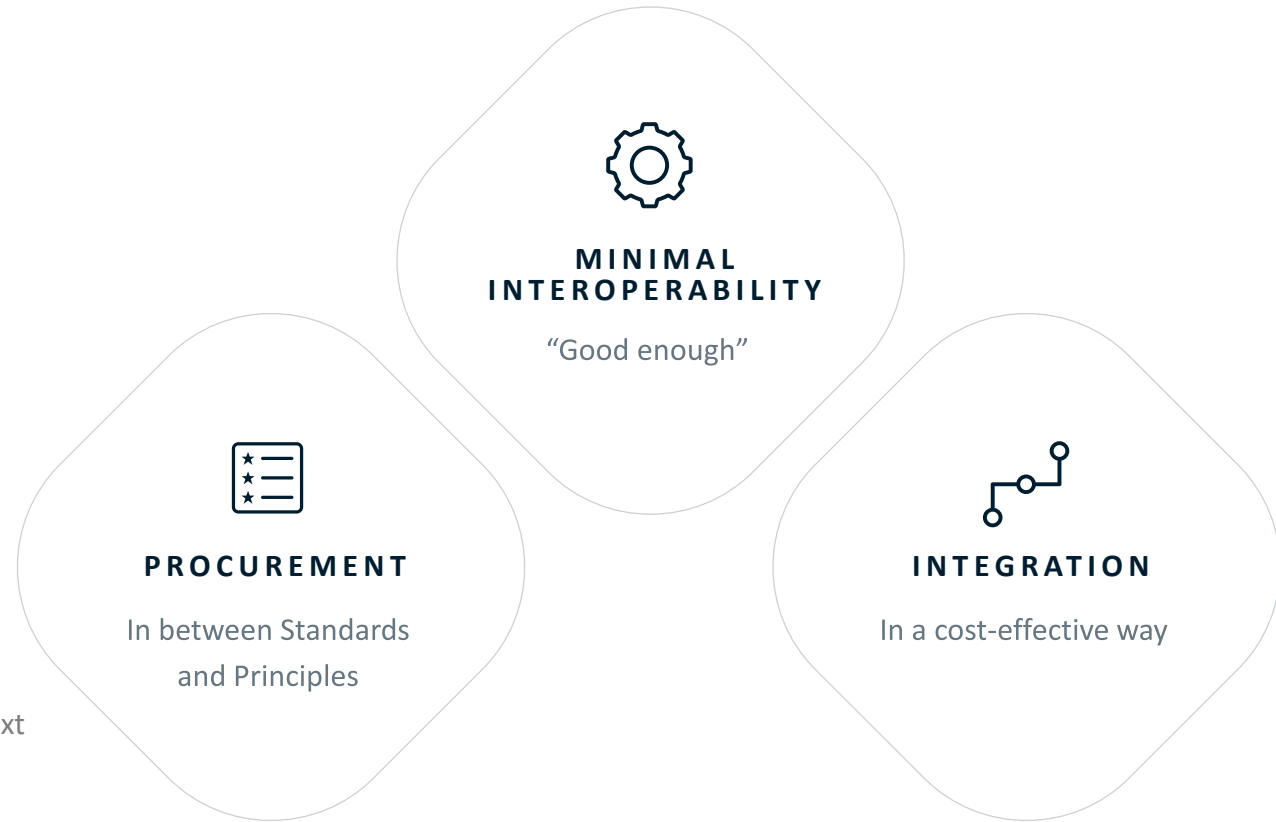 MINIMAL
INTEROPERABILITY
“Good enough”
PROCUREMENT
In between Standards
and Principles
INTEGRATION
In a cost-effective way
xt